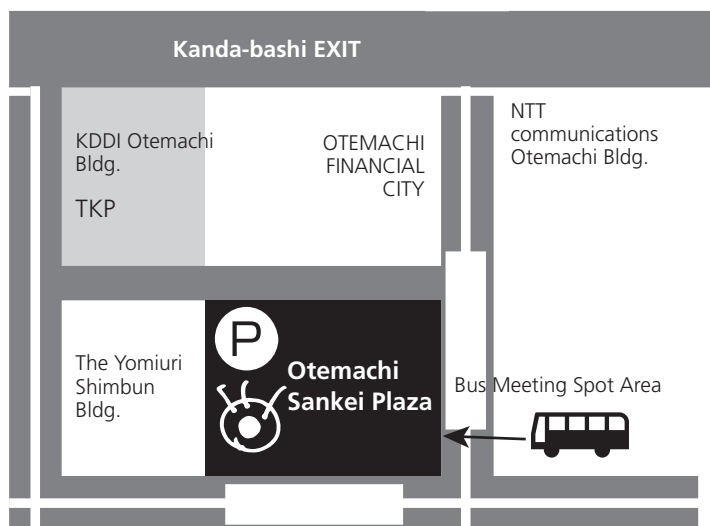 Kanda-bashi EXIT
KDDI Otemachi
Bldg.
TKP
OTEMACHI
FINANCIAL
CITY
NTT
communications
Otemachi Bldg.
The Yomiuri
Shimbun
Bldg.
P
Otemachi
Sankei Plaza
Bus Meeting Spot Area